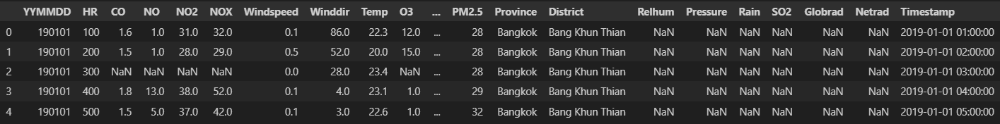 YYMMDD HR CO NO NO2 NOX Windspeed Winddir Temp O3 ... PM2.5 Province District Relhum Pressure Rain SO2 Globrad Netrad Timestamp
0 190101 100 1.6 1.0 31.0 32.0 0.1 86.0 22.3 12.0 ... 28 Bangkok Bang Khun Thian NaN NaN NaN NaN NaN NaN 2019-01-01 01:00:00
1 190101 200 1.5 1.0 28.0 29.0 0.5 52.0 20.0 15.0 ... 28 Bangkok Bang Khun Thian NaN NaN NaN NaN NaN NaN 2019-01-01 02:00:00
2 190101 300 NaN NaN NaN NaN 0.0 28.0 23.4 NaN ... 28 Bangkok Bang Khun Thian NaN NaN NaN NaN NaN NaN 2019-01-01 03:00:00
3 190101 400 1.8 13.0 38.0 52.0 0.1 4.0 23.1 1.0 ... 29 Bangkok Bang Khun Thian NaN NaN NaN NaN NaN NaN 2019-01-01 04:00:00
4 190101 500 1.5 5.0 37.0 42.0 0.1 3.0 22.6 1.0 ... 32 Bangkok Bang Khun Thian NaN NaN NaN NaN NaN NaN 2019-01-01 05:00:00